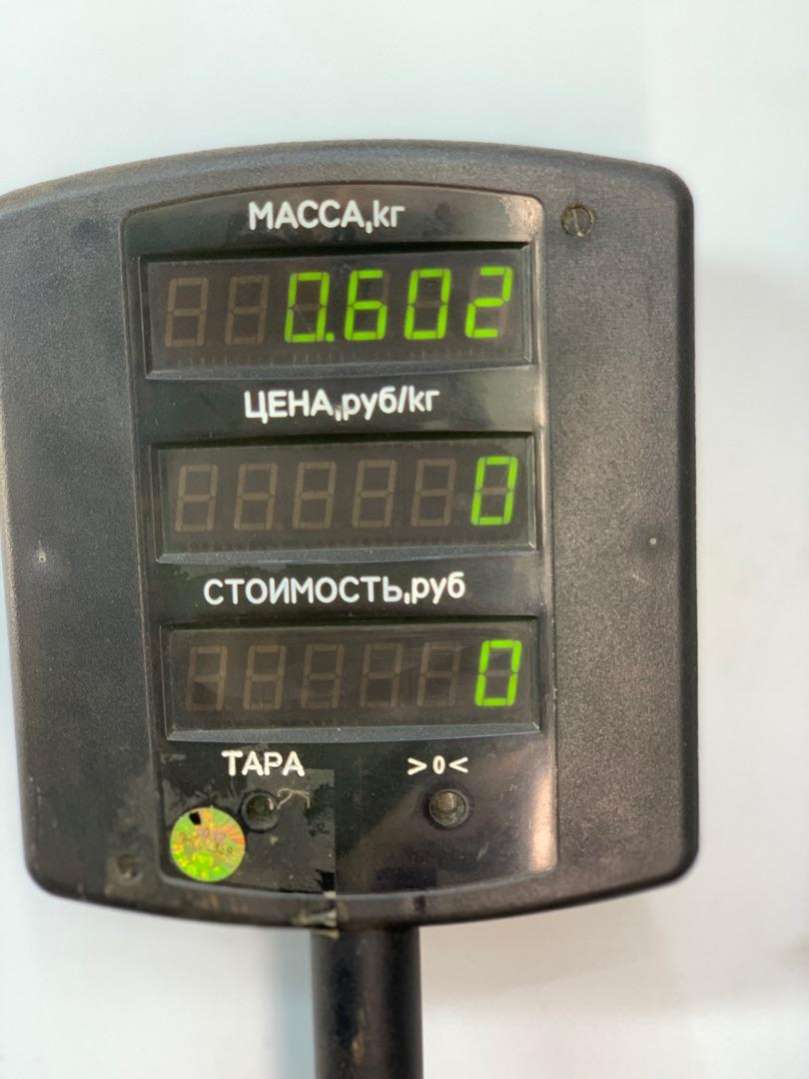 МАССА,кг
0.602
ЦЕНА,руб/кг
0
СТОИМОСТЬ,руб
0
ТАРА >0<